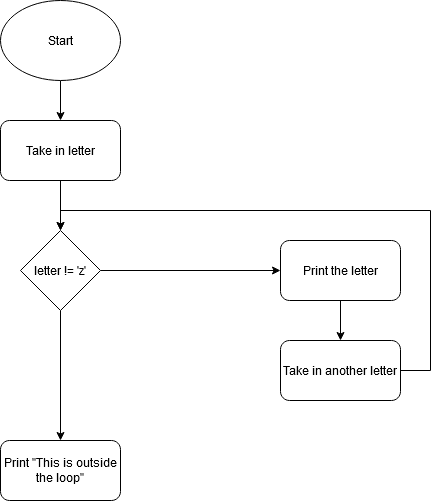 Start
Take in letter
letter != 'z'
Print the letter
Take in another letter
Print "This is outside
the loop"